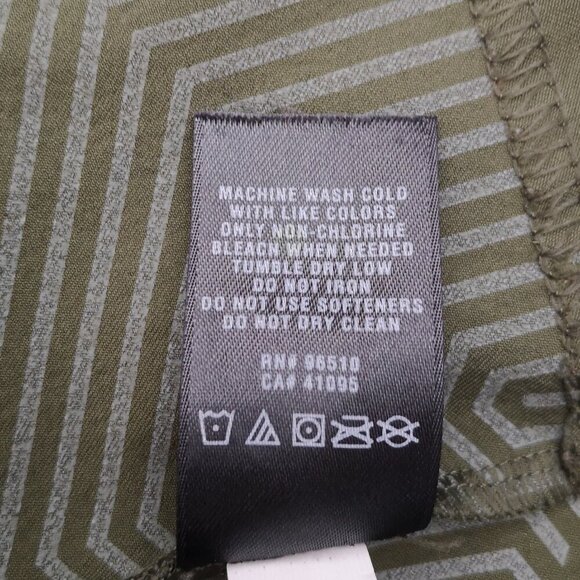 MACHINE WASH COLD
WITH LIKE COLORS
ONLY NON-CHLORINE
BLEACH WHEN NEEDED
TUMBLE DRY LOW
DO NOT IRON
DO NOT USE SOFTENERS
DO NOT DRY CLEAN
RN# 96510
CA# 41095